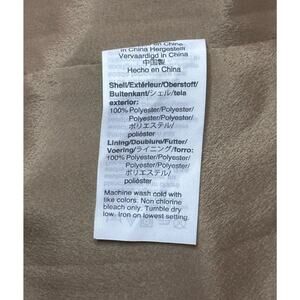 in China Hergestellt
Vervaardigd in China
中国製
Hecho en China
Shell/Extérieur/Oberstoff/
Buitenkant/シェル/tela
exterior:
100% Polyester/Polyester/
Polyester/Polyester/
ポリエステル/
poliéster
Lining/Doublure/Futter/
Voering/ライニング/forro:
100% Polyester/Polyester/
Polyester/Polyester/
ポリエステル/
poliéster
Machine wash cold with
like colors. Non chlorine
bleach only. Tumble dry
low. Iron on lowest setting.